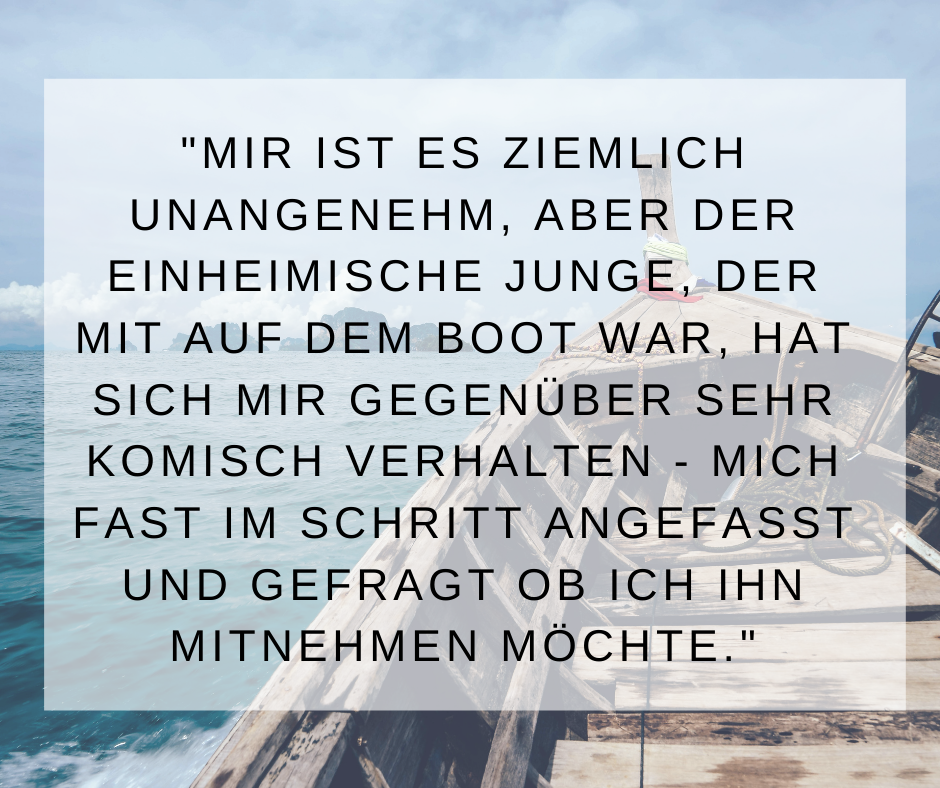 "MIR IST ES ZIEMLICH
UNANGENEHM, ABER DER
EINHEIMISCHE JUNGE, DER
MIT AUF DEM BOOT WAR, HAT
SICH MIR GEGENÜBER SEHR
KOMISCH VERHALTEN - MICH
FAST IM SCHRITT ANGEFASST
UND GEFRAGT OB ICH IHN
MITNEHMEN MÖCHTE."